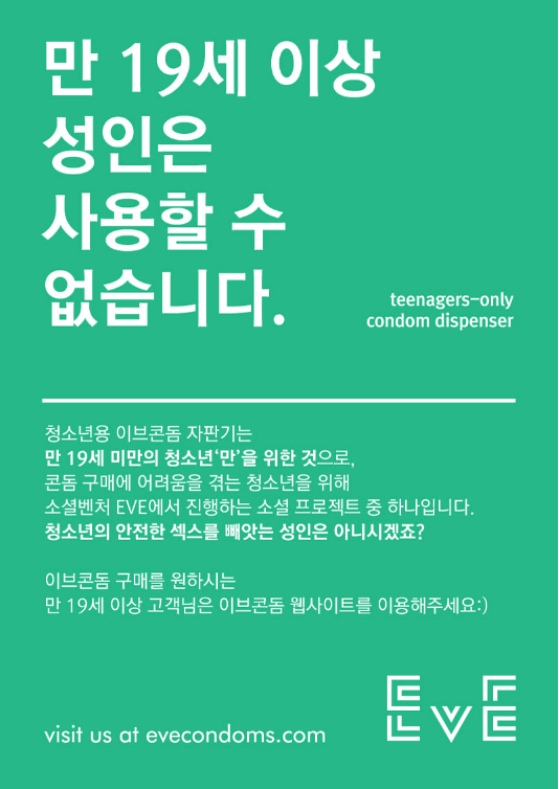 만 19세 이상
성인은
사용할 수
없습니다.
teenagers-only
condom dispenser
청소년용 이브콘돔 자판기는
만 19세 미만의 청소년‘만’을 위한 것으로,
콘돔 구매에 어려움을 겪는 청소년을 위해
소셜벤처 EVE에서 진행하는 소셜 프로젝트 중 하나입니다.
청소년의 안전한 섹스를 빼앗는 성인은 아니시겠죠?
이브콘돔 구매를 원하시는
만 19세 이상 고객님은 이브콘돔 웹사이트를 이용해주세요:)
visit us at evecondoms.com
EVE